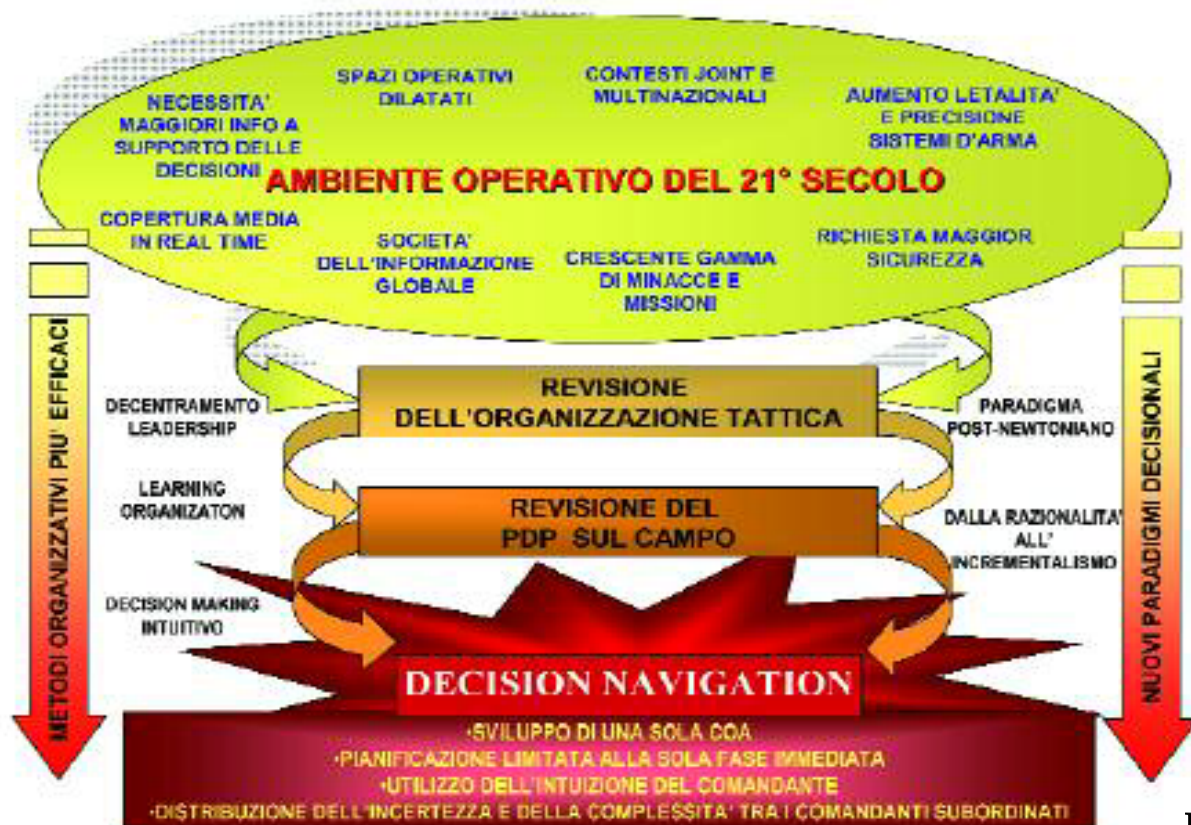 NECESSITA'
MAGGIORI INFO A
SUPPORTO DELLE
DECISIONI
SPAZI OPERATIVI
DILATATI
CONTESTI JOINT E
MULTINAZIONALI
AUMENTO LETALITA'
E PRECISIONE
SISTEMI D'ARMA
AMBIENTE OPERATIVO DEL 21° SECOLO
COPERTURA MEDIA
IN REAL TIME
SOCIETA'
DELL'INFORMAZIONE
GLOBALE
CRESCENTE GAMMA
DI MINACCE E
MISSIONI
RICHIESTA MAGGIOR
SICUREZZA
METODI ORGANIZZATIVI PIU' EFFICACI
DECENTRAMENTO
LEADERSHIP
REVISIONE
DELL'ORGANIZZAZIONE TATTICA
PARADIGMA
POST-NEWTONIANO
LEARNING
ORGANIZATON
REVISIONE DEL
PDP SUL CAMPO
DALLA RAZIONALITA'
ALL'
INCREMENTALISMO
DECISION MAKING
INTUITIVO
NUOVI PARADIGMI DECISIONALI
DECISION NAVIGATION
•SVILUPPO DI UNA SOLA COA
•PIANIFICAZIONE LIMITATA ALLA SOLA FASE IMMEDIATA
•UTILIZZO DELL'INTUIZIONE DEL COMANDANTE
•DISTRIBUZIONE DELL'INCERTEZZA E DELLA COMPLESSITA' TRA I COMANDANTI SUBORDINATI